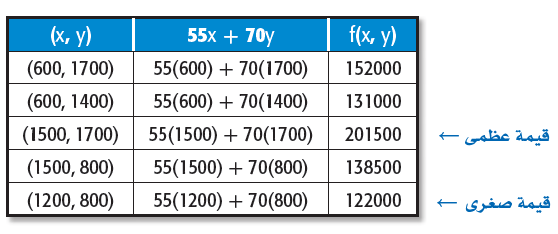 (x, y) 55x + 70y f(x, y)
(600, 1700) 55(600) + 70(1700) 152000
(600, 1400) 55(600) + 70(1400) 131000
(1500, 1700) 55(1500) + 70(1700) 201500 ← قيمة عظمى
(1500, 800) 55(1500) + 70(800) 138500
(1200, 800) 55(1200) + 70(800) 122000 ← قيمة صغرى